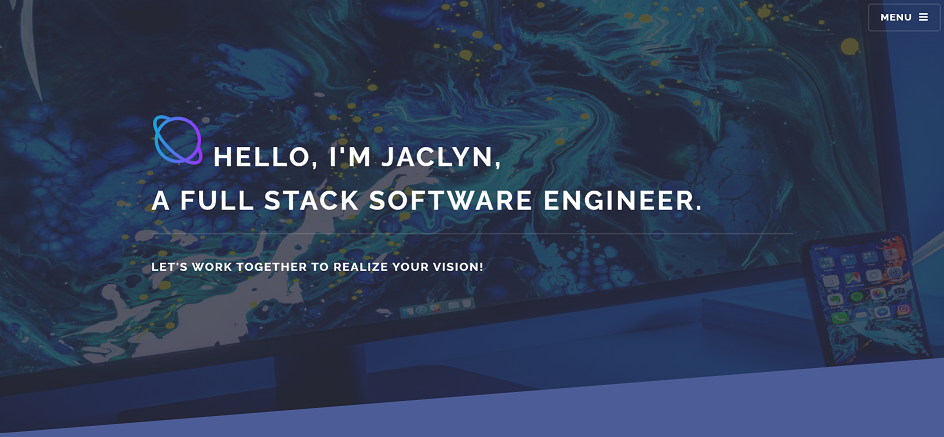 MENU
HELLO, I'M JACLYN,
A FULL STACK SOFTWARE ENGINEER.
LET'S WORK TOGETHER TO REALIZE YOUR VISION!